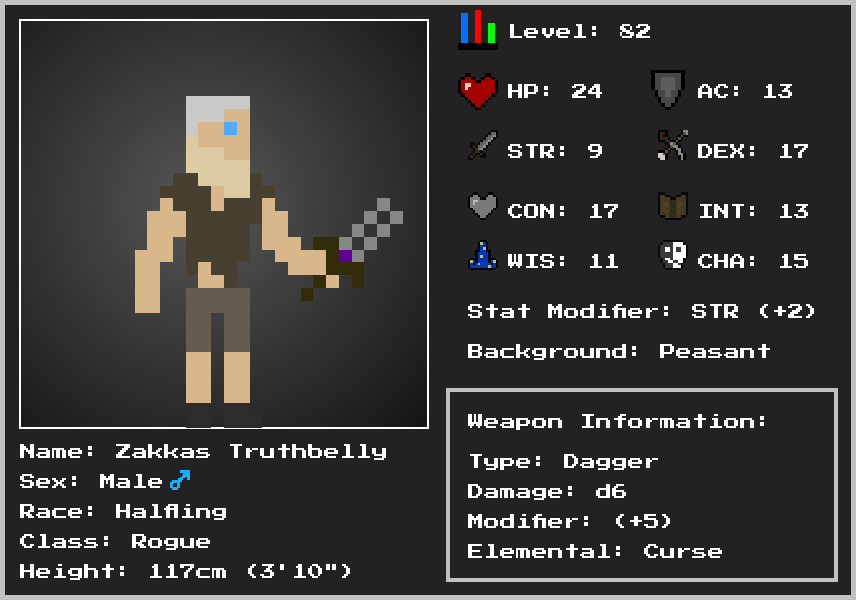 Level: 82
HP: 24
AC: 13
STR: 9
DEX: 17
CON: 17
INT: 13
WIS: 11
CHA: 15
Stat Modifier: STR (+2)
Background: Peasant
Name: Zakkas Truthbelly
Sex: Male ♂
Race: Halfling
Class: Rogue
Height: 117cm (3'10")
Weapon Information:
Type: Dagger
Damage: d6
Modifier: (+5)
Elemental: Curse